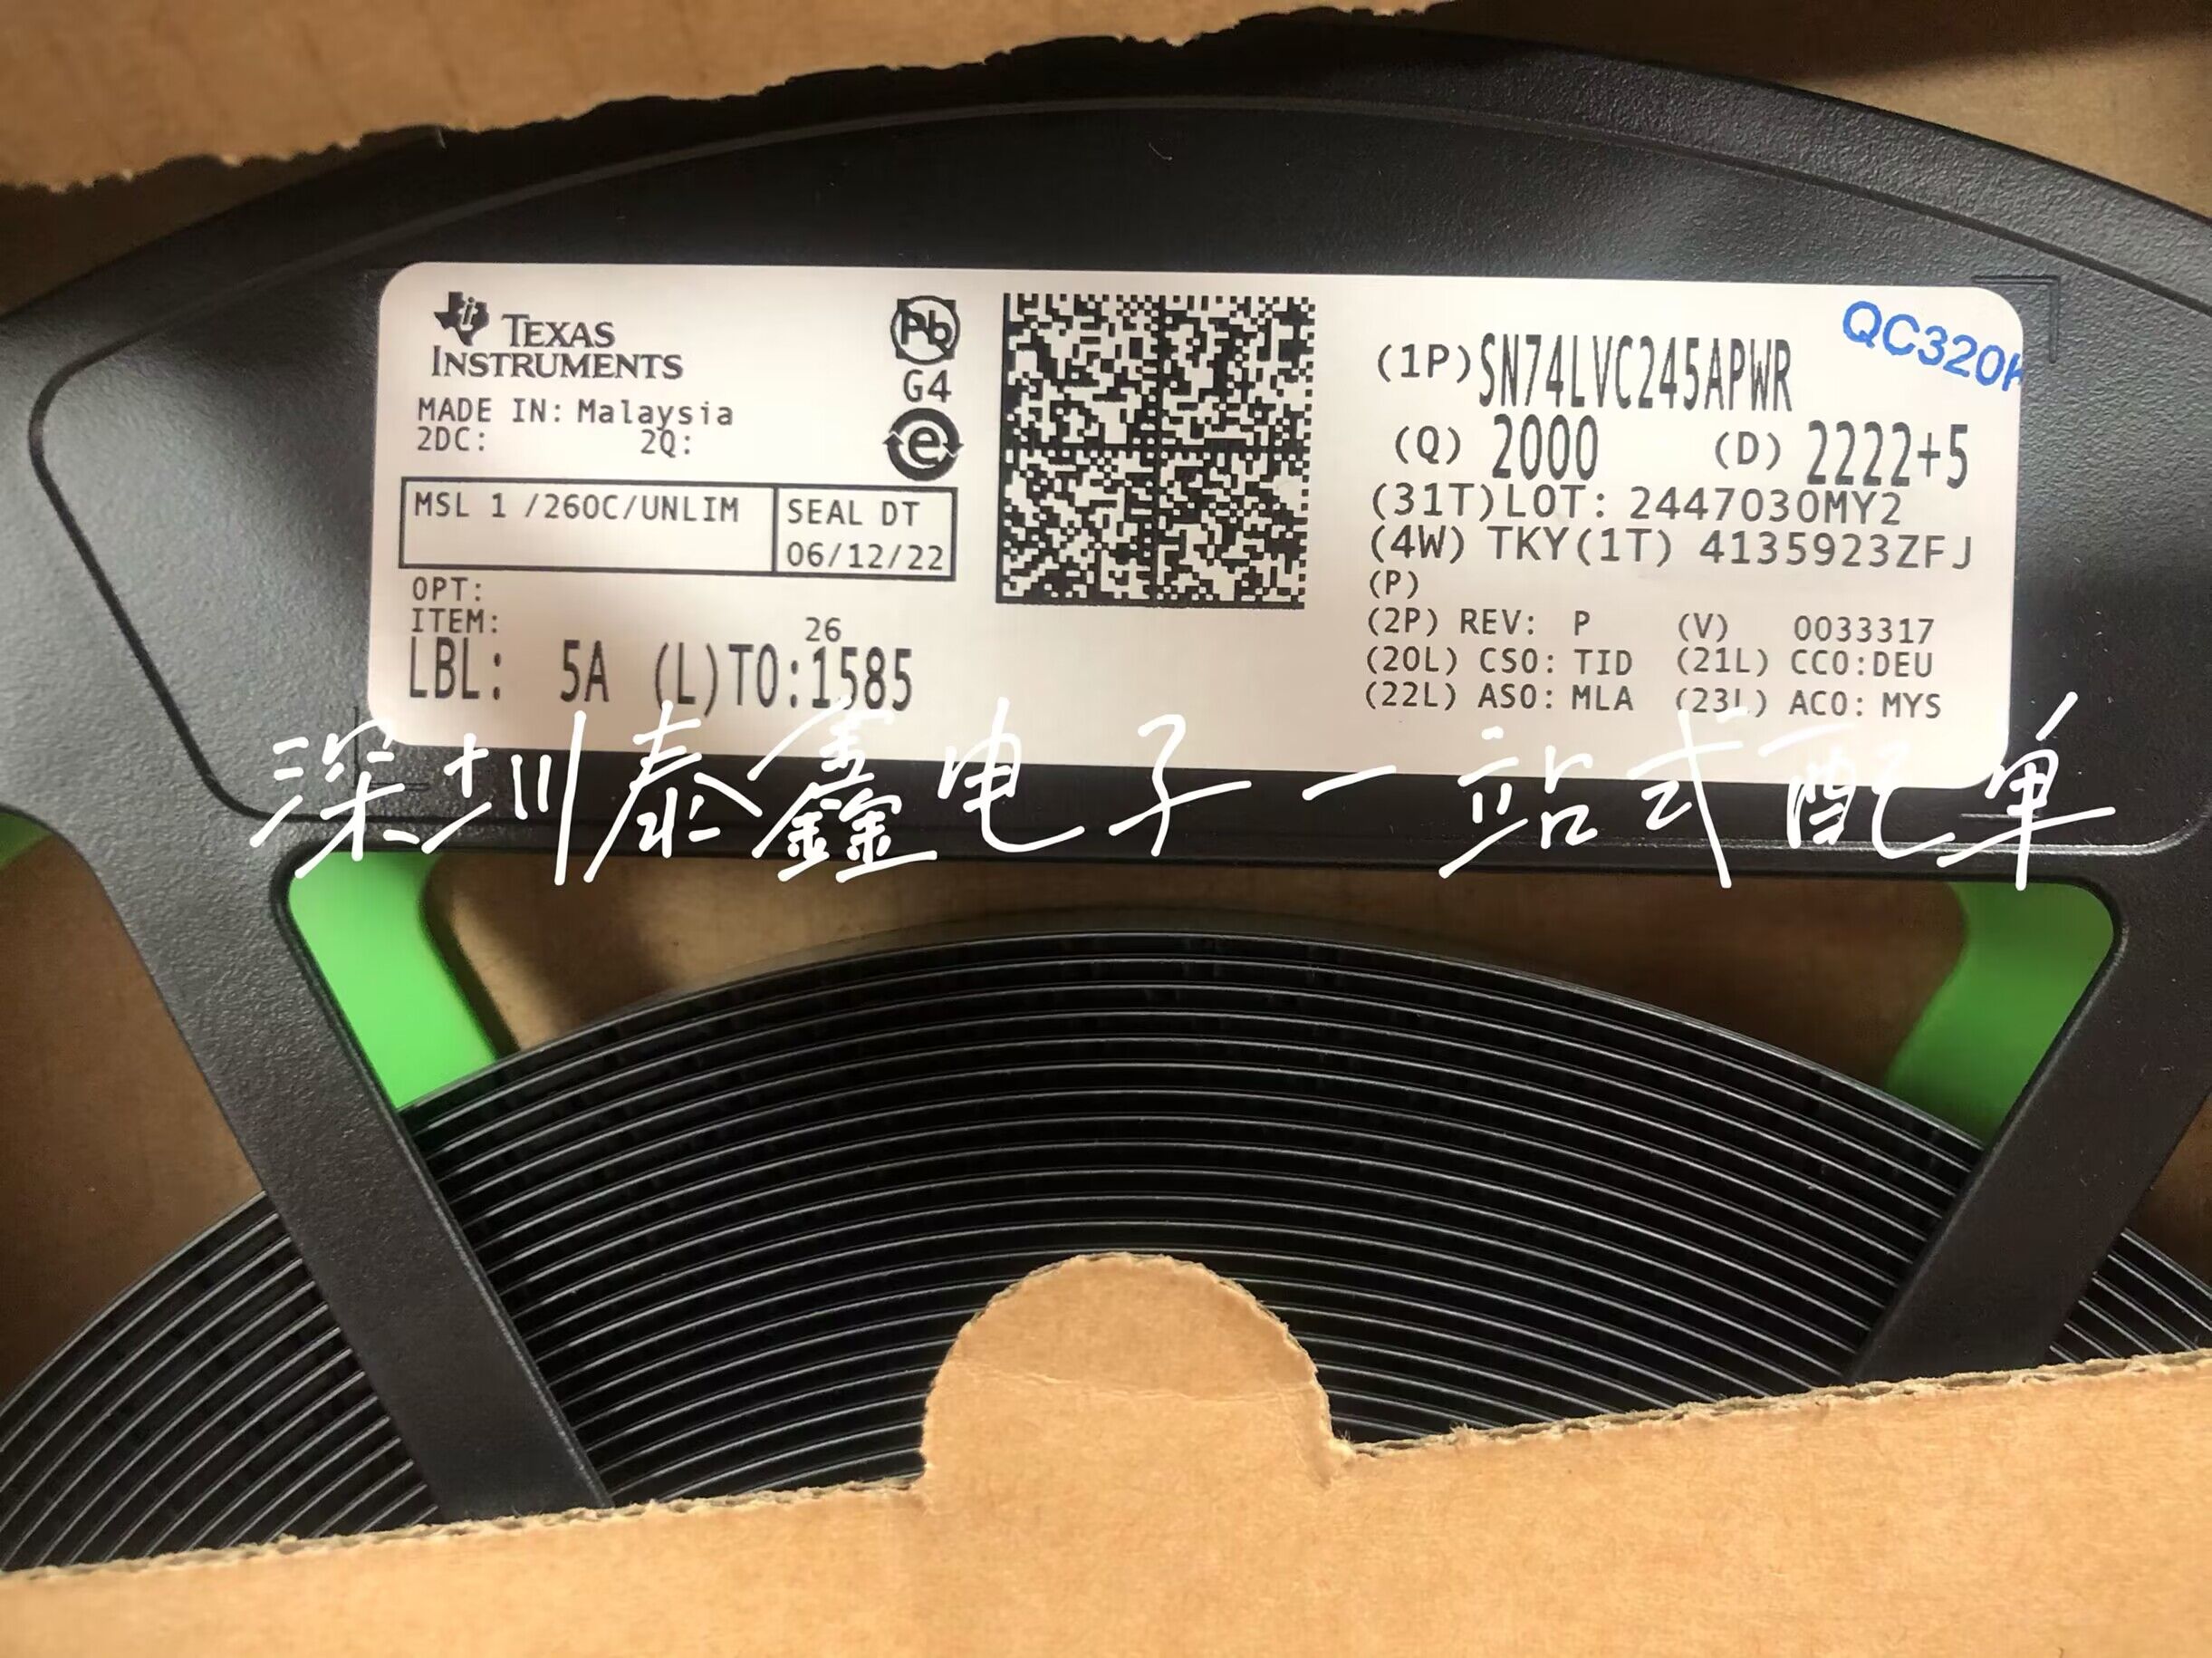 TEXAS
INSTRUMENTS
MADE IN: Malaysia
2DC: 2Q:
MSL 1 /260C/UNLIM
SEAL DT
06/12/22
OPT:
ITEM:
26
LBL: 5A (L)TO:1585
Pb
G4
e
QC320
(1P)SN74LVC245APWR
(Q) 2000 (D) 2222+5
(31T)LOT: 2447030MY2
(4W) TKY(1T) 4135923ZFJ
(P)
(2P) REV: P (V) 0033317
(20L) CSO: TID (21L) CCO:DEU
(22L) ASO: MLA (23L) ACO: MYS
深圳泰鑫电子一站式配单